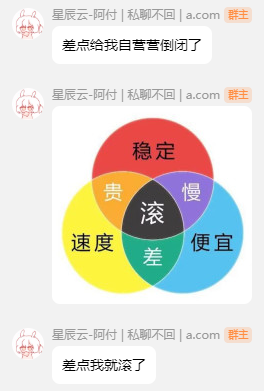 星辰云-阿付 | 私聊不回 | a.com 群主
差点给我自营营倒闭了
星辰云-阿付 | 私聊不回 | a.com 群主
稳定
贵 慢
滚
速度 便宜
差
星辰云-阿付 | 私聊不回 | a.com 群主
差点我就滚了